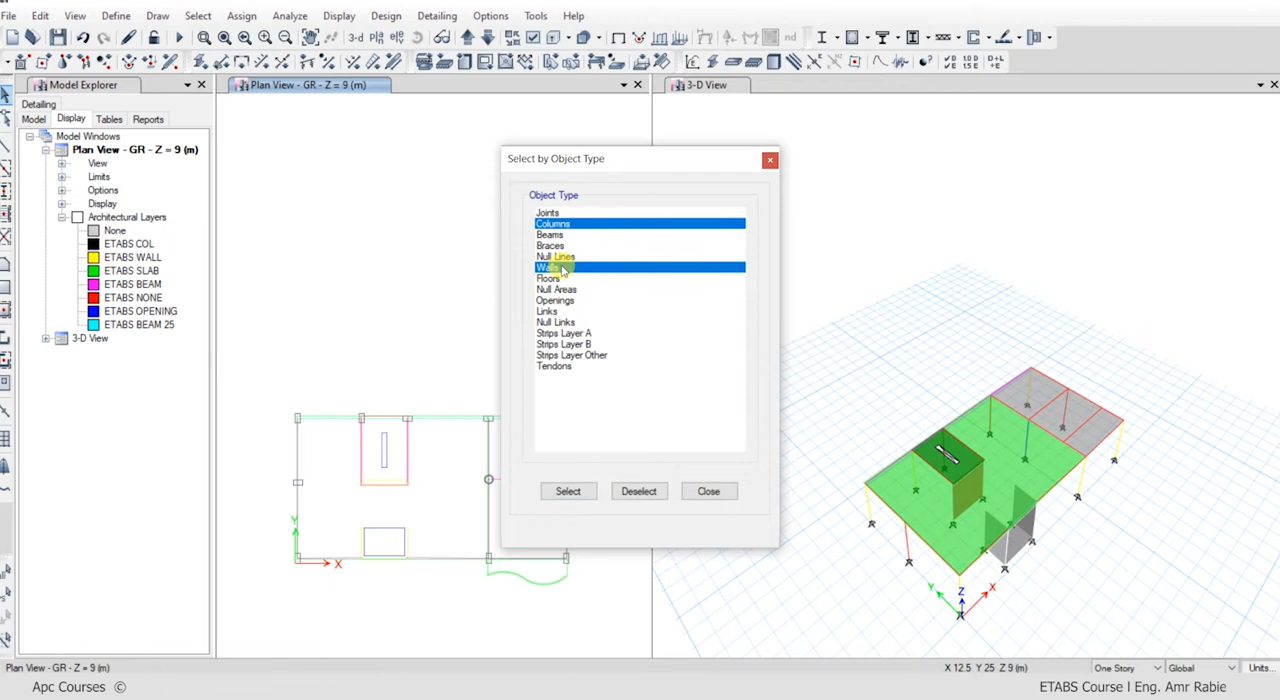 File Edit View Define Draw Select Assign Analyze Display Design Detailing Options Tools Help
3-d
nd
Model Explorer
Plan View - GR - Z = 9 (m)
3-D View
Detailing
Model Display Tables Reports
Model Windows
Plan View - GR - Z = 9 (m)
View
Limits
Options
Display
Architectural Layers
None
ETABS COL
ETABS WALL
ETABS SLAB
ETABS BEAM
ETABS NONE
ETABS OPENING
ETABS BEAM 25
3-D View
Select by Object Type
Object Type
Joints
Columns
Beams
Braces
Null Lines
Walls
Floors
Null Areas
Openings
Links
Null Links
Strips Layer A
Strips Layer B
Strips Layer Other
Tendons
Select Deselect Close
Y
X
Y
Z
X
Plan View - GR - Z = 9 (m)
X 12.5 Y 25 Z 9 (m)
One Story
Global
Units...
Apc Courses ©
ETABS Course I Eng. Amr Rabie